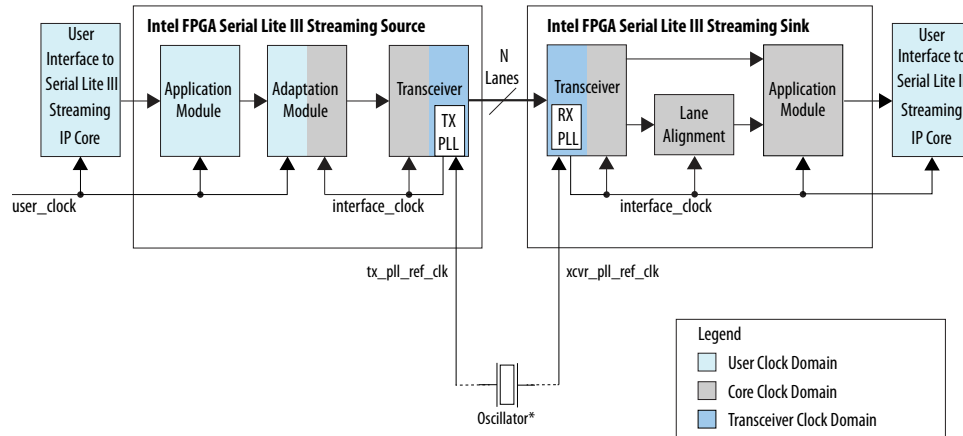 Intel FPGA Serial Lite III Streaming Source
Intel FPGA Serial Lite III Streaming Sink
User
Interface to
Serial Lite III
Streaming
IP Core
Application
Module
Adaptation
Module
Transceiver
TX
PLL
N
Lanes
Transceiver
RX
PLL
Lane
Alignment
Application
Module
User
Interface to
Serial Lite II
Streaming
IP Core
user_clock
interface_clock
interface_clock
tx_pll_ref_clk
xcvr_pll_ref_clk
Oscillator*
Legend
User Clock Domain
Core Clock Domain
Transceiver Clock Domain